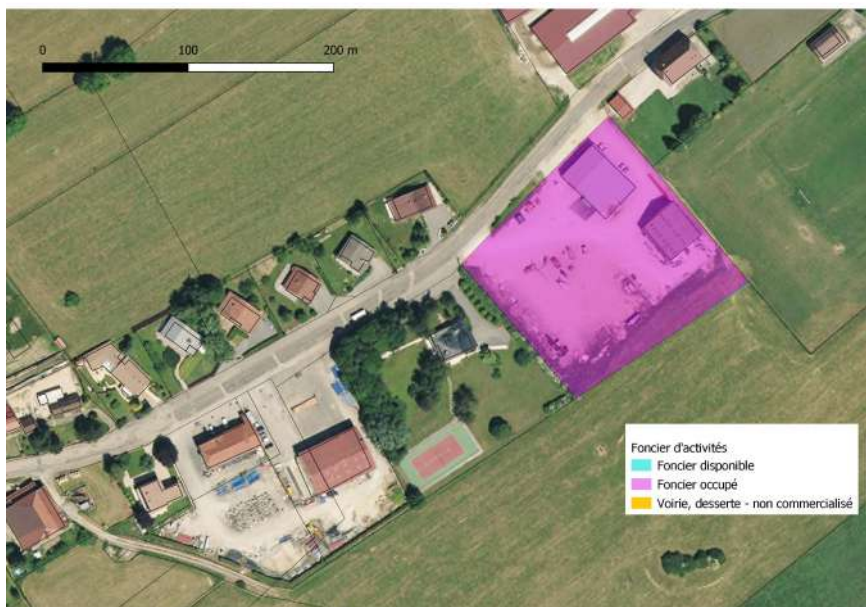 0 100 200 m
Foncier d'activités
Foncier disponible
Foncier occupé
Voirie, desserte - non commercialisé